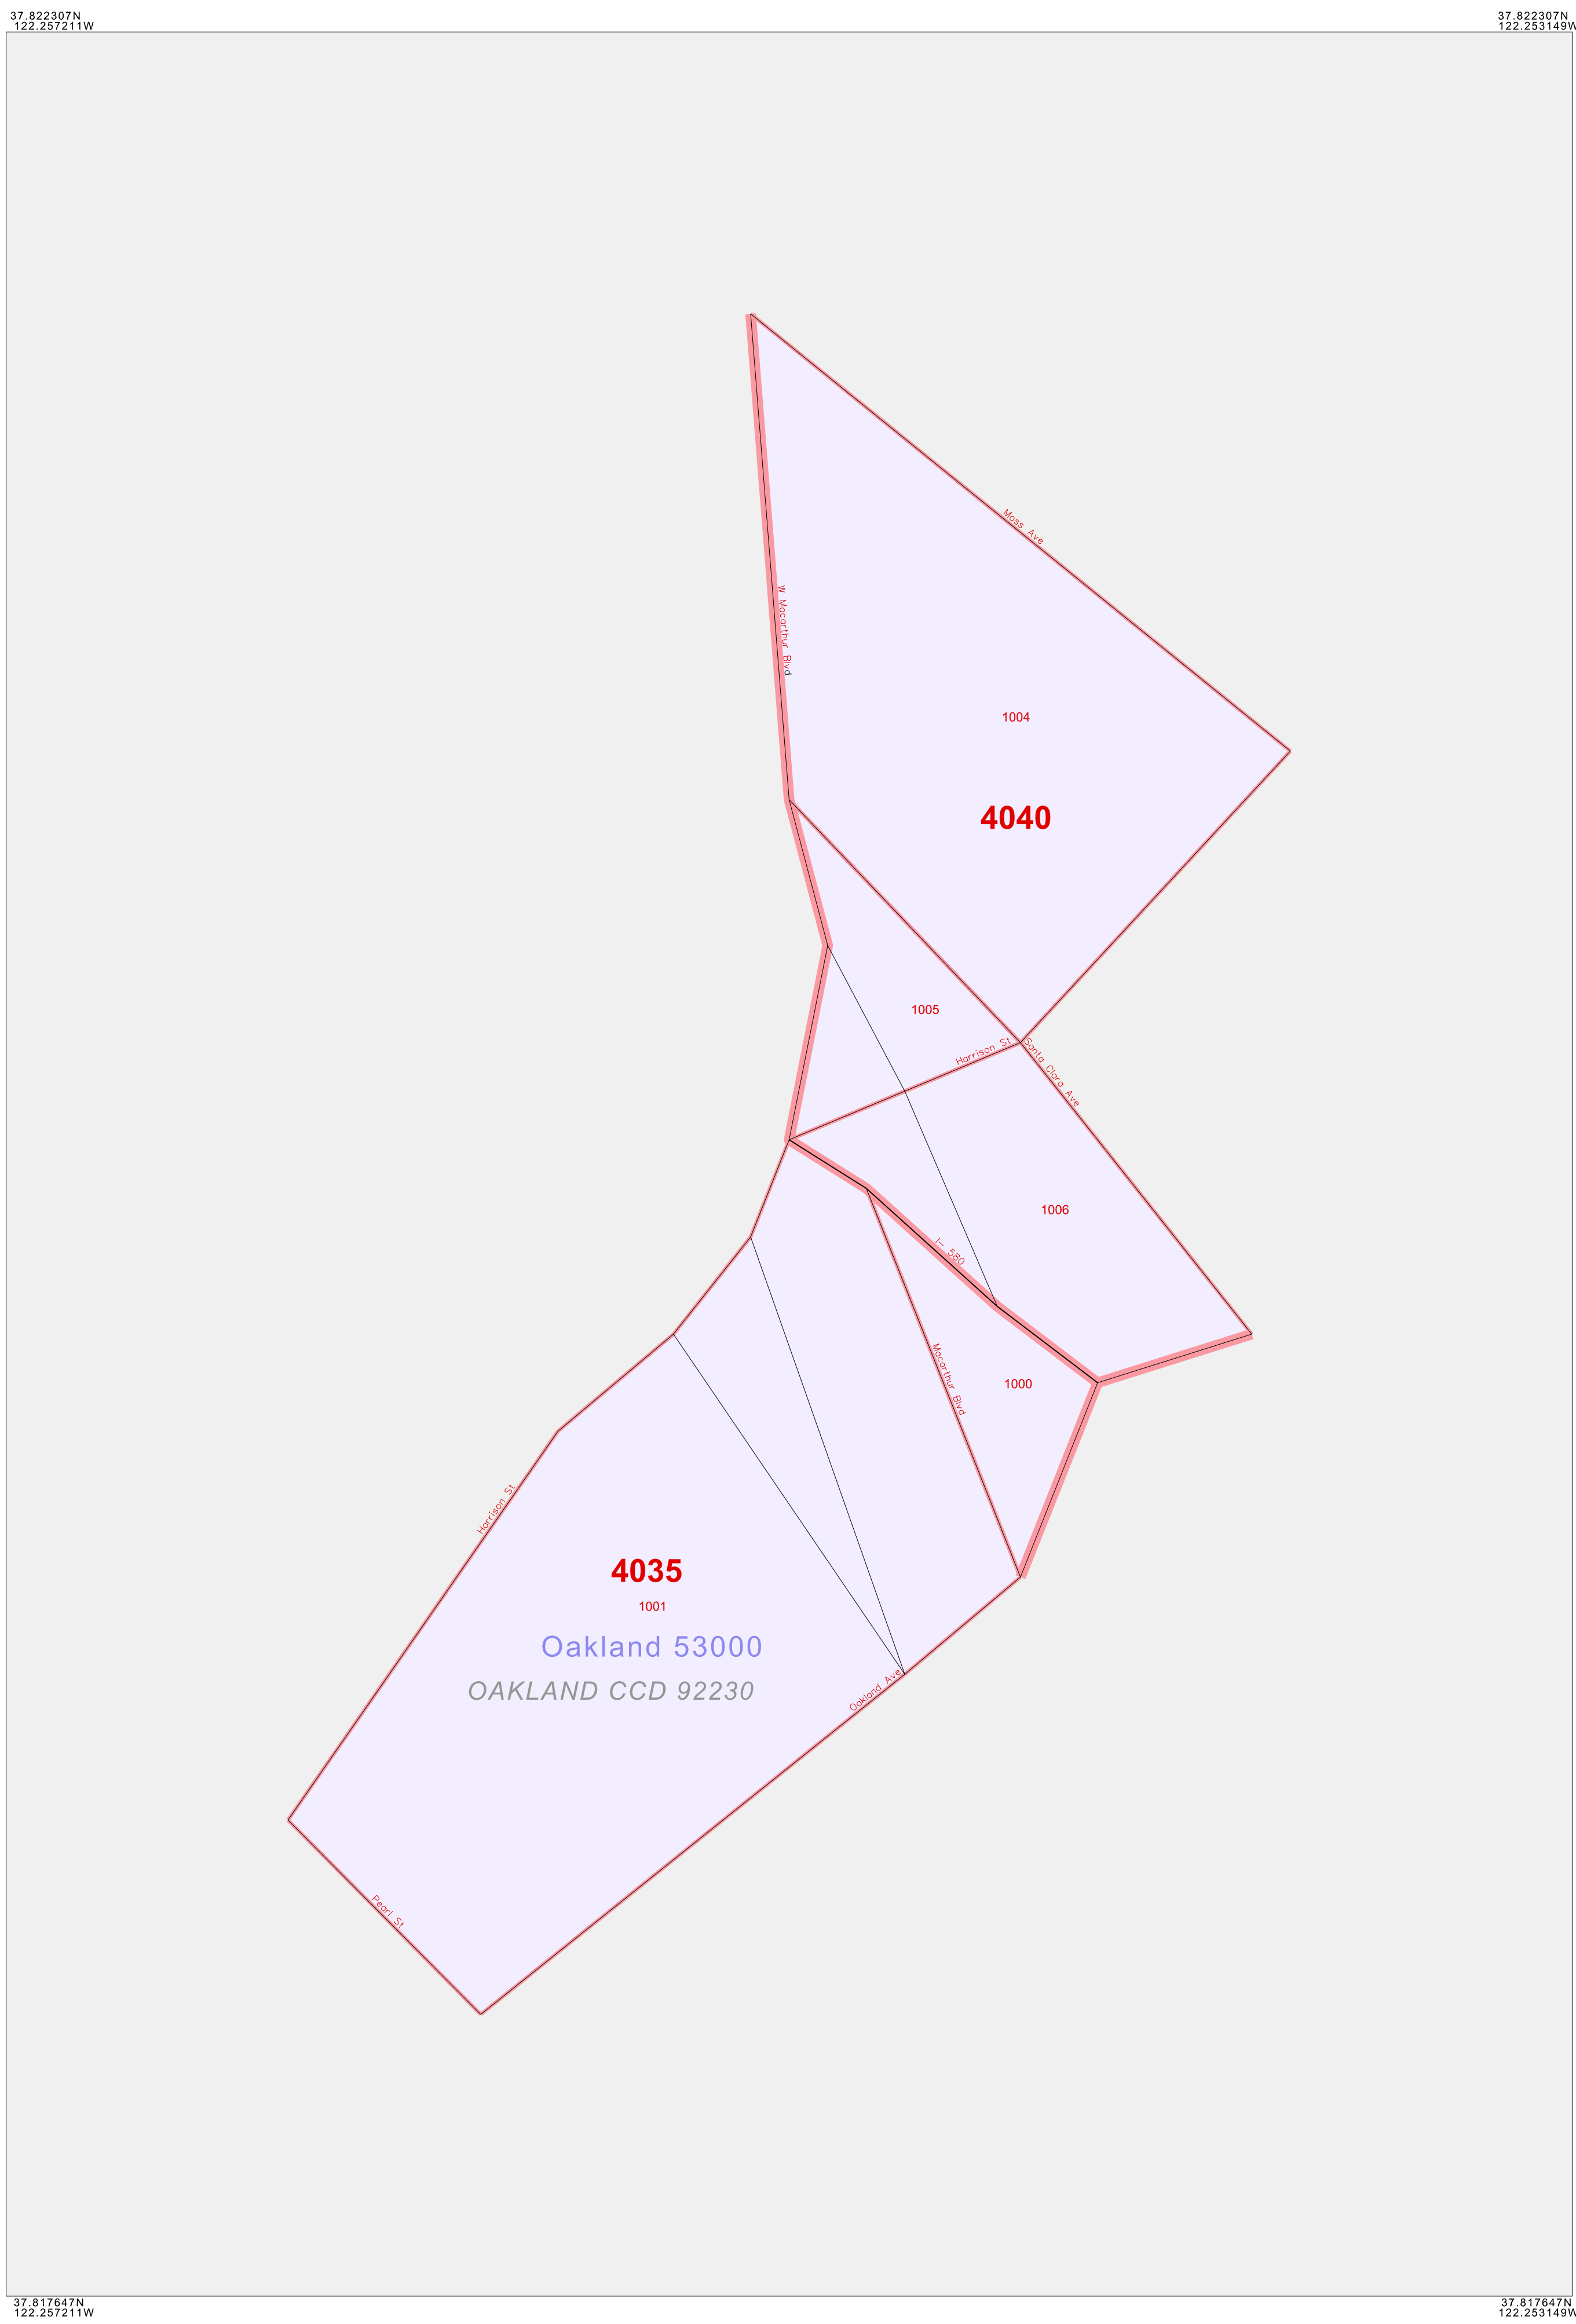 37.822307N
122.257211W
37.822307N
122.253149W
Moss Ave
W Macarthur Blvd
1004
4040
1005
Harrison St
Santa Clara Ave
1006
I- 580
Macarthur Blvd
1000
Harrison St
4035
1001
Oakland 53000
OAKLAND CCD 92230
Oakland Ave
Pearl St
37.817647N
122.257211W
37.817647N
122.253149W